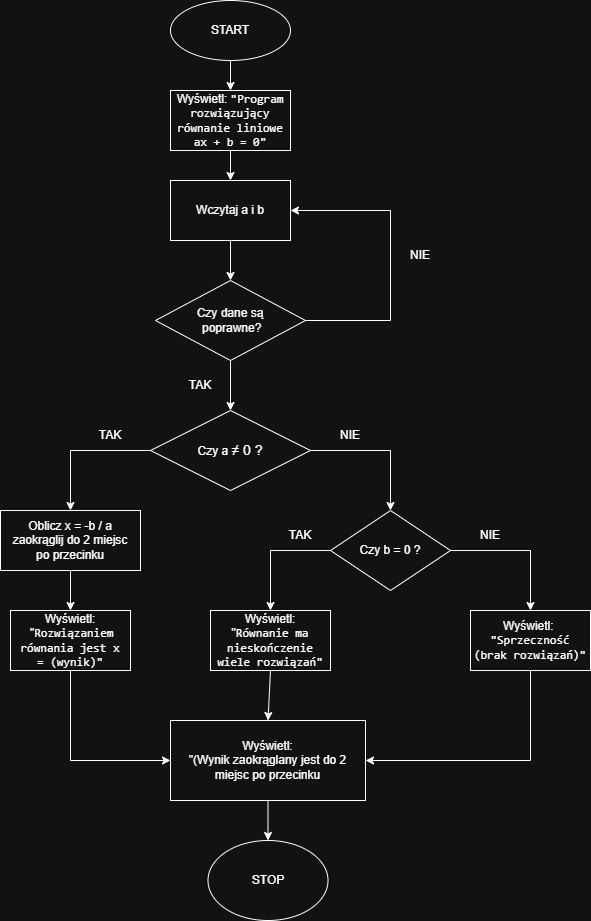 START
Wyświetl: "Program
rozwiązujący
równanie liniowe
ax + b = 0"
Wczytaj a i b
NIE
Czy dane są
poprawne?
TAK
TAK
Czy a ≠ 0 ?
NIE
Oblicz x = -b / a
zaokrąglij do 2 miejsc
po przecinku
TAK
Czy b = 0 ?
NIE
Wyświetl:
"Rozwiązaniem
równania jest x
= (wynik)"
Wyświetl:
"Równanie ma
nieskończenie
wiele rozwiązań"
Wyświetl:
"Sprzeczność
(brak rozwiązań)"
Wyświetl:
"(Wynik zaokrąglany jest do 2
miejsc po przecinku
STOP